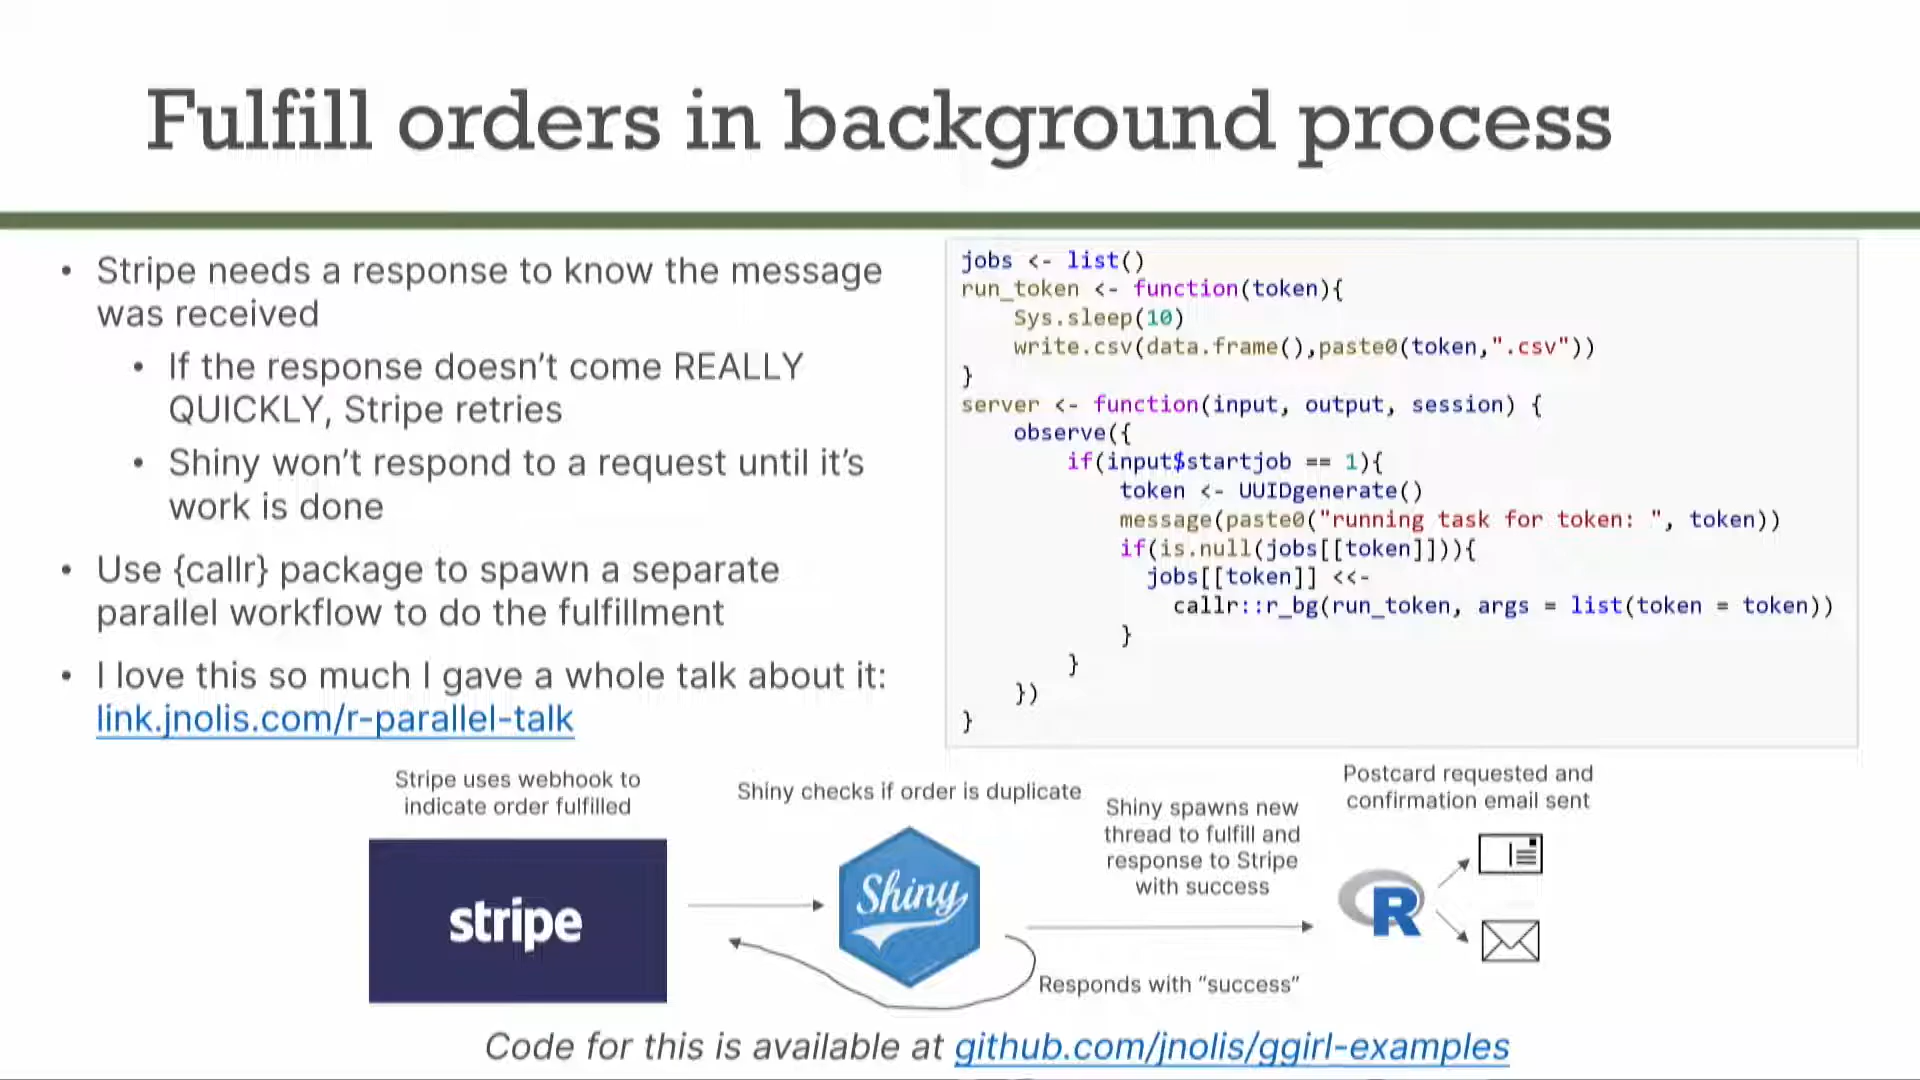 Fulfill orders in background process
• Stripe needs a response to know the message
was received
• If the response doesn’t come REALLY
QUICKLY, Stripe retries
• Shiny won’t respond to a request until it’s
work is done
• Use {callr} package to spawn a separate
parallel workflow to do the fulfillment
• I love this so much I gave a whole talk about it:
link.jnolis.com/r-parallel-talk
jobs <- list()
run_token <- function(token){
    Sys.sleep(10)
    write.csv(data.frame(),paste0(token,".csv"))
}
server <- function(input, output, session) {
    observe({
        if(input$startjob == 1){
            token <- UUIDgenerate()
            message(paste0("running task for token: ", token))
            if(is.null(jobs[[token]])){
              jobs[[token]] <<-
                callr::r_bg(run_token, args = list(token = token))
            }
        }
    })
}
Stripe uses webhook to
indicate order fulfilled
stripe
Shiny checks if order is duplicate
Shiny
Shiny spawns new
thread to fulfill and
response to Stripe
with success
Responds with “success”
Postcard requested and
confirmation email sent
R
Code for this is available at github.com/jnolis/ggirl-examples